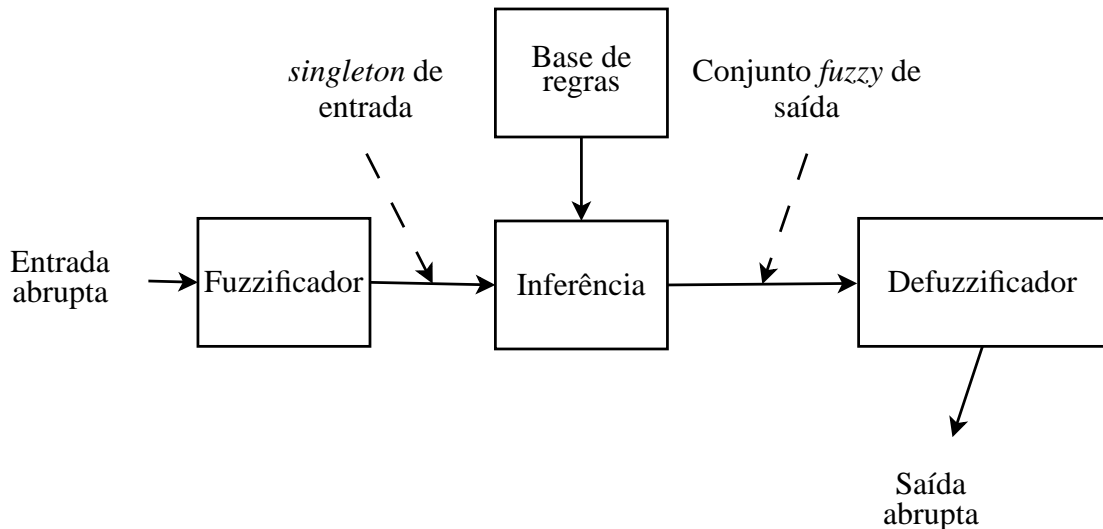 singleton de
entrada
Base de
regras
Conjunto fuzzy de
saída
Entrada
abrupta
Fuzzificador
Inferência
Defuzzificador
Saída
abrupta